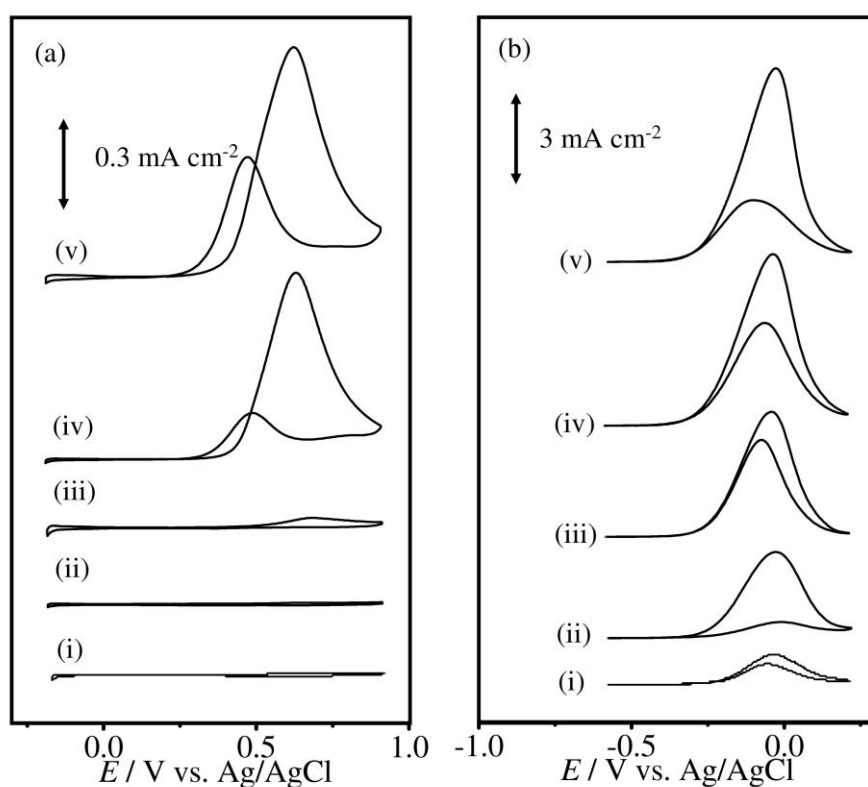 (a)
0.3 mA cm-2
(v)
(iv)
(iii)
(ii)
(i)
0.0 0.5 1.0
E / V vs. Ag/AgCl
(b)
3 mA cm-2
(v)
(iv)
(iii)
(ii)
(i)
-1.0 -0.5 0.0
E / V vs. Ag/AgCl